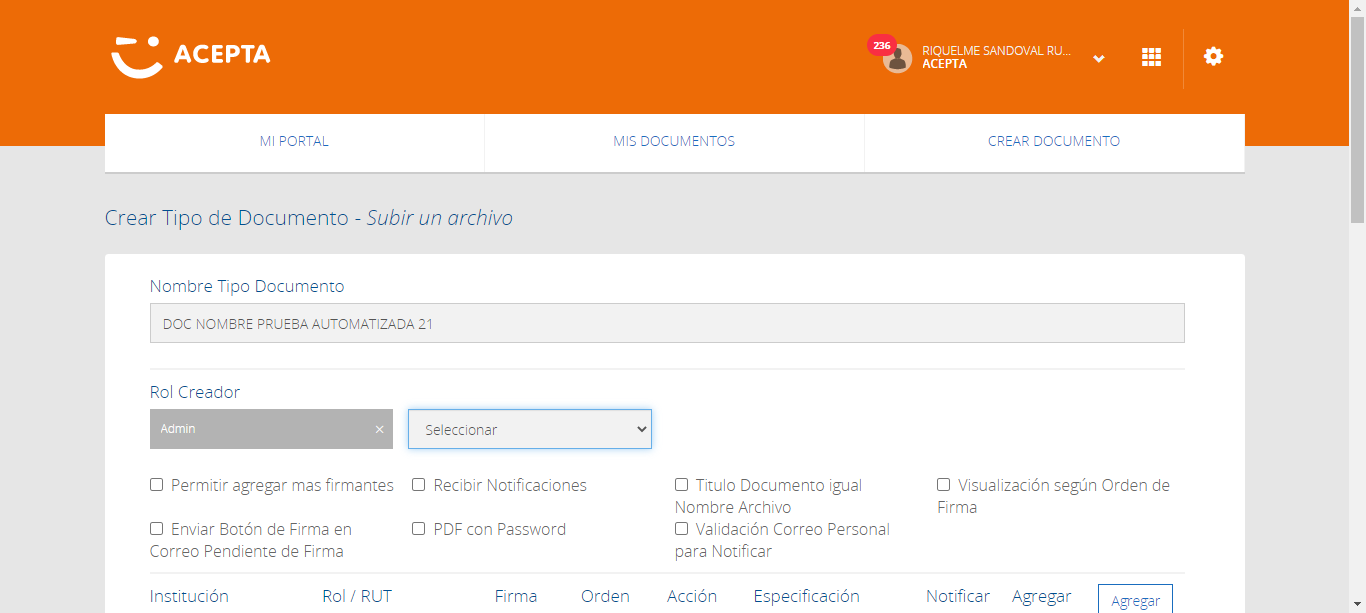 ACEPTA
236
RIQUELME SANDOVAL RU...
ACEPTA
MI PORTAL
MIS DOCUMENTOS
CREAR DOCUMENTO
Crear Tipo de Documento - Subir un archivo
Nombre Tipo Documento
DOC NOMBRE PRUEBA AUTOMATIZADA 21
Rol Creador
Admin ×
Seleccionar
Permitir agregar mas firmantes
Recibir Notificaciones
Titulo Documento igual
Nombre Archivo
Visualización según Orden de
Firma
Enviar Botón de Firma en
Correo Pendiente de Firma
PDF con Password
Validación Correo Personal
para Notificar
Institución Rol / RUT Firma Orden Acción Especificación Notificar Agregar Agregar